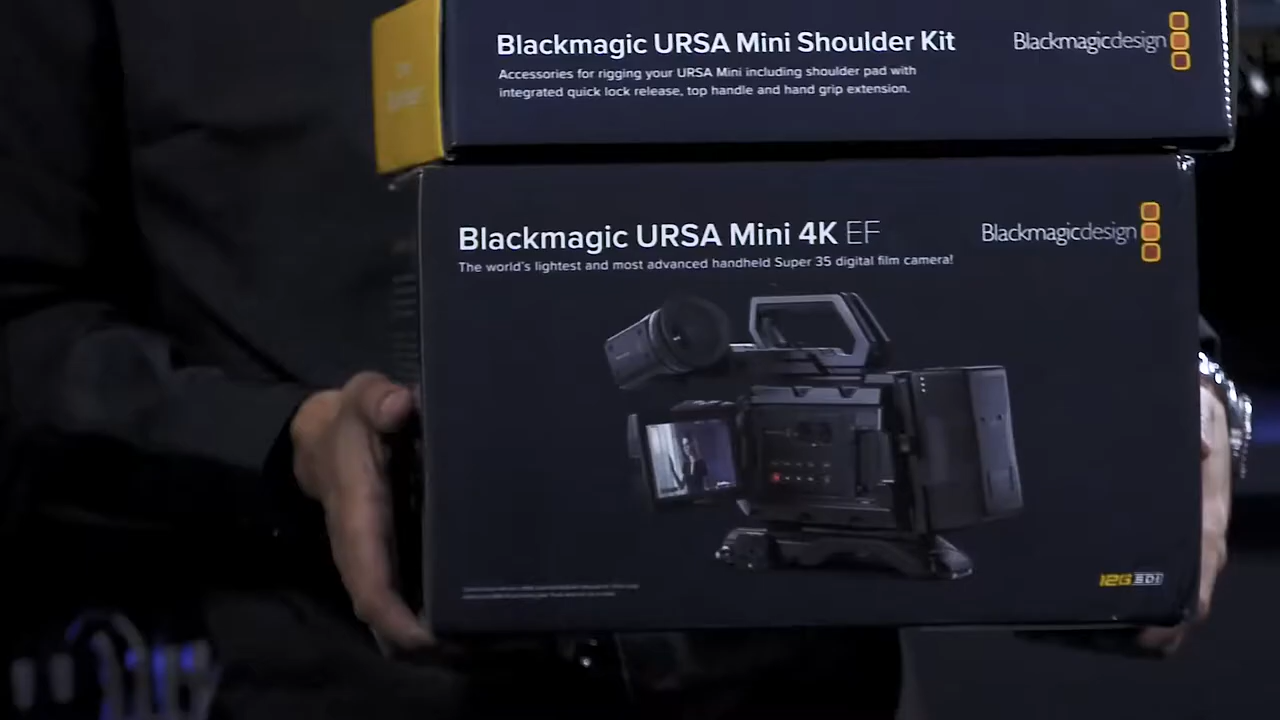 Blackmagic URSA Mini Shoulder Kit
Blackmagicdesign
Accessories for rigging your URSA Mini including shoulder pad with
integrated quick lock release, top handle and hand grip extension.
Blackmagic URSA Mini 4K EF
Blackmagicdesign
The world's lightest and most advanced handheld Super 35 digital film camera!
12G SDI